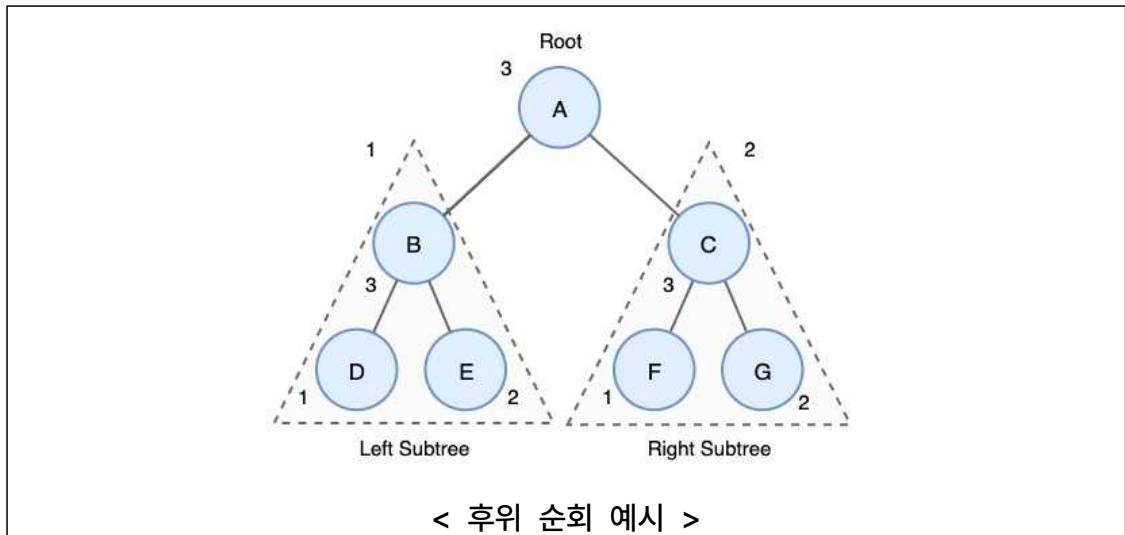 Root
3
A
1
2
B
C
3
3
D
E
F
G
1
2
1
2
Left Subtree
Right Subtree
< 후위 순회 예시 >